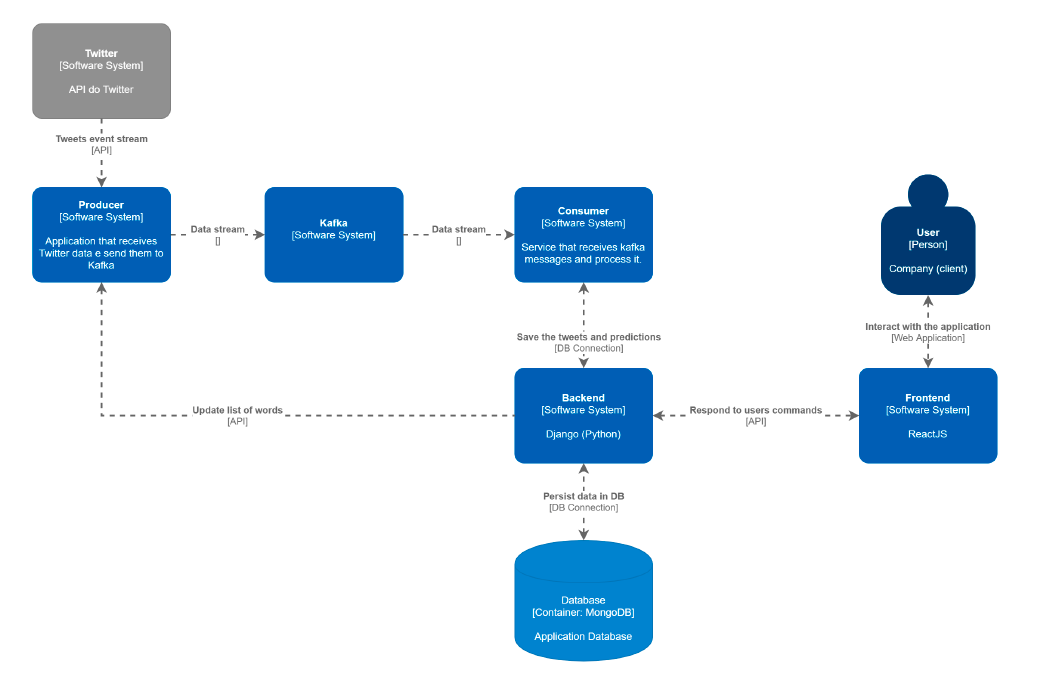 Twitter
[Software System]
API do Twitter
Tweets event stream
[API]
Producer
[Software System]
Application that receives
Twitter data e send them to
Kafka
Data stream
[]
Kafka
[Software System]
Data stream
[]
Consumer
[Software System]
Service that receives kafka
messages and process it.
User
[Person]
Company (client)
Save the tweets and predictions
[DB Connection]
Interact with the application
[Web Application]
Update list of words
[API]
Backend
[Software System]
Django (Python)
Respond to users commands
[API]
Frontend
[Software System]
ReactJS
Persist data in DB
[DB Connection]
Database
[Container: MongoDB]
Application Database